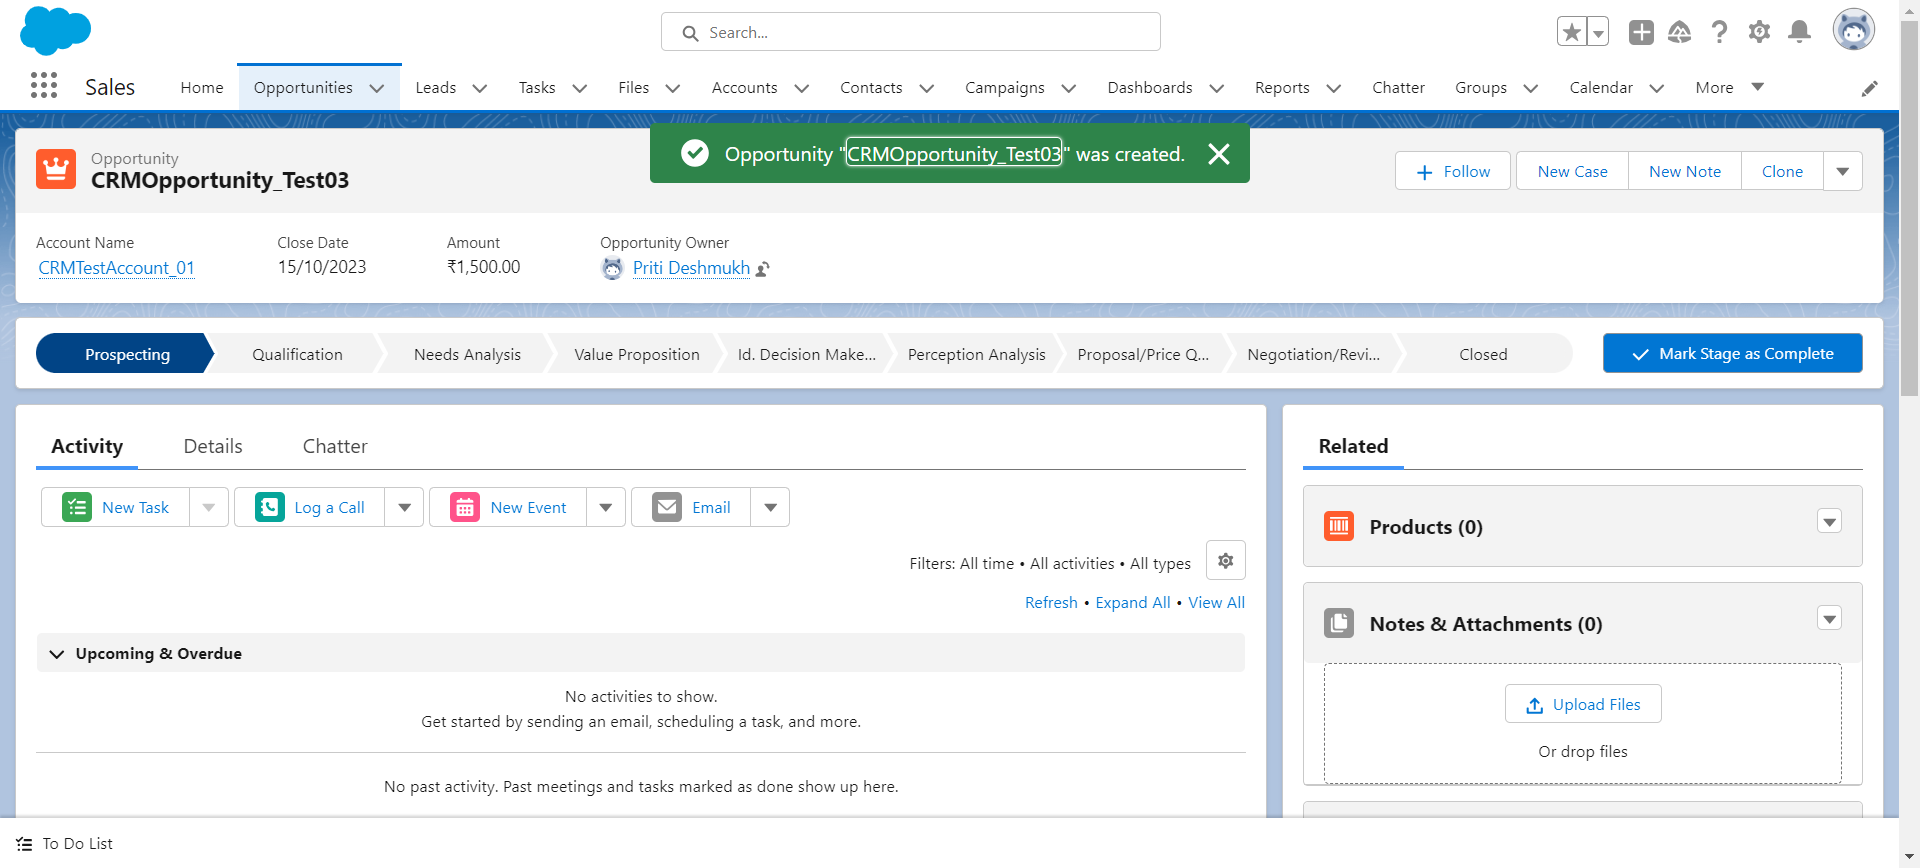 Search...
Sales
Home
Opportunities
Leads
Tasks
Files
Accounts
Contacts
Campaigns
Dashboards
Reports
Chatter
Groups
Calendar
More
Opportunity "CRMOpportunity_Test03" was created.
Opportunity
CRMOpportunity_Test03
Follow
New Case
New Note
Clone
Account Name
CRMTestAccount_01
Close Date
15/10/2023
Amount
₹1,500.00
Opportunity Owner
Priti Deshmukh
Prospecting
Qualification
Needs Analysis
Value Proposition
Id. Decision Make...
Perception Analysis
Proposal/Price Q...
Negotiation/Revi...
Closed
Mark Stage as Complete
Activity
Details
Chatter
New Task
Log a Call
New Event
Email
Filters: All time • All activities • All types
Refresh • Expand All • View All
Upcoming & Overdue
No activities to show.
Get started by sending an email, scheduling a task, and more.
No past activity. Past meetings and tasks marked as done show up here.
Related
Products (0)
Notes & Attachments (0)
Upload Files
Or drop files
To Do List